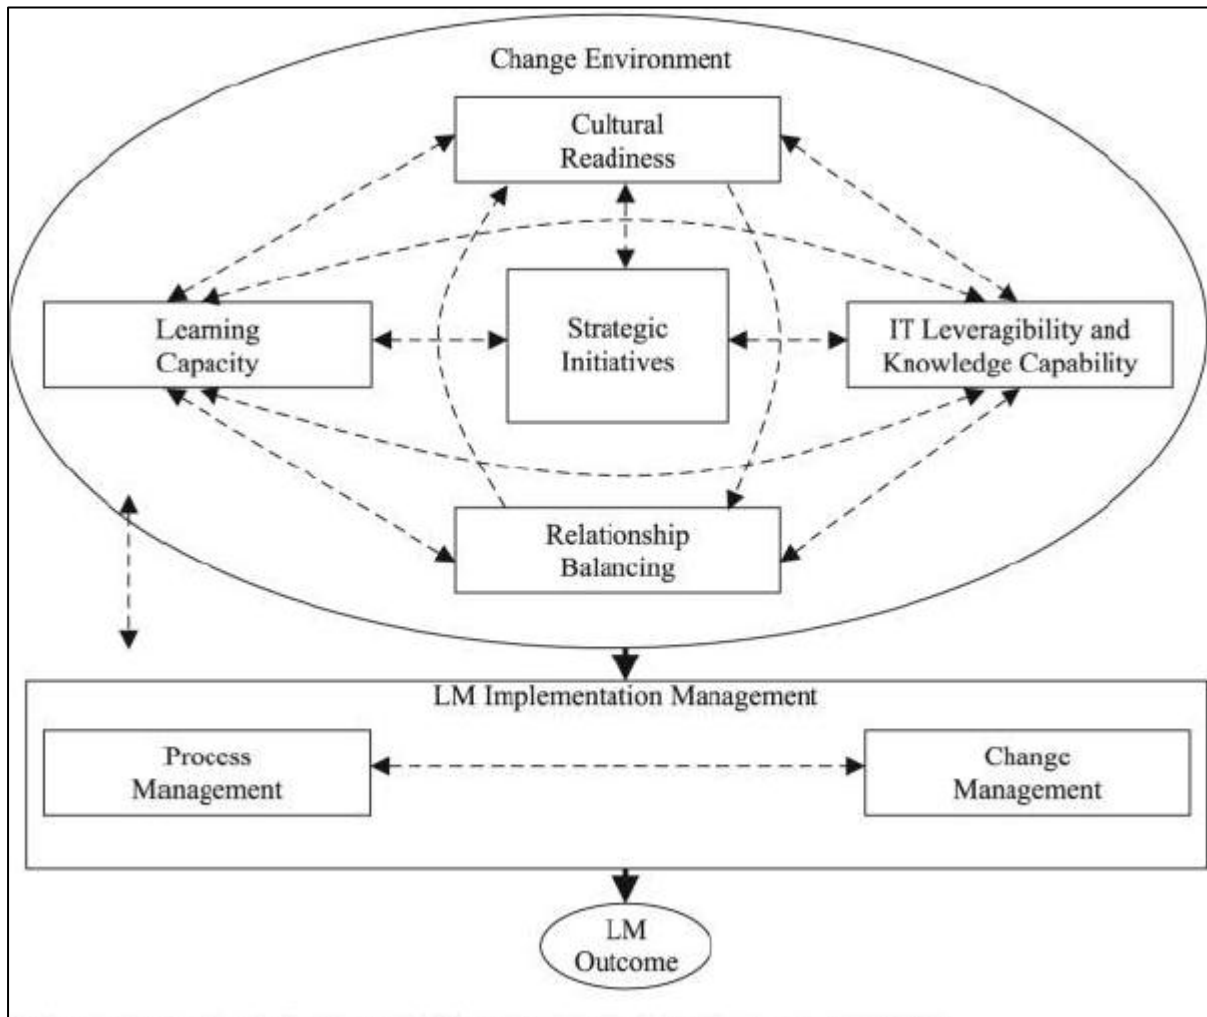 Change Environment
Cultural
Readiness
Learning
Capacity
Strategic
Initiatives
IT Leveragibility and
Knowledge Capability
Relationship
Balancing
LM Implementation Management
Process
Management
Change
Management
LM
Outcome